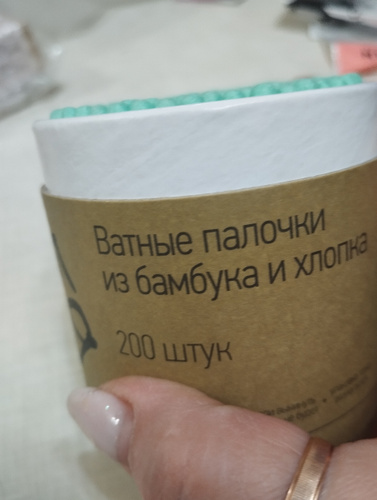 Ватные палочки
из бамбука и хлопка
200 штук